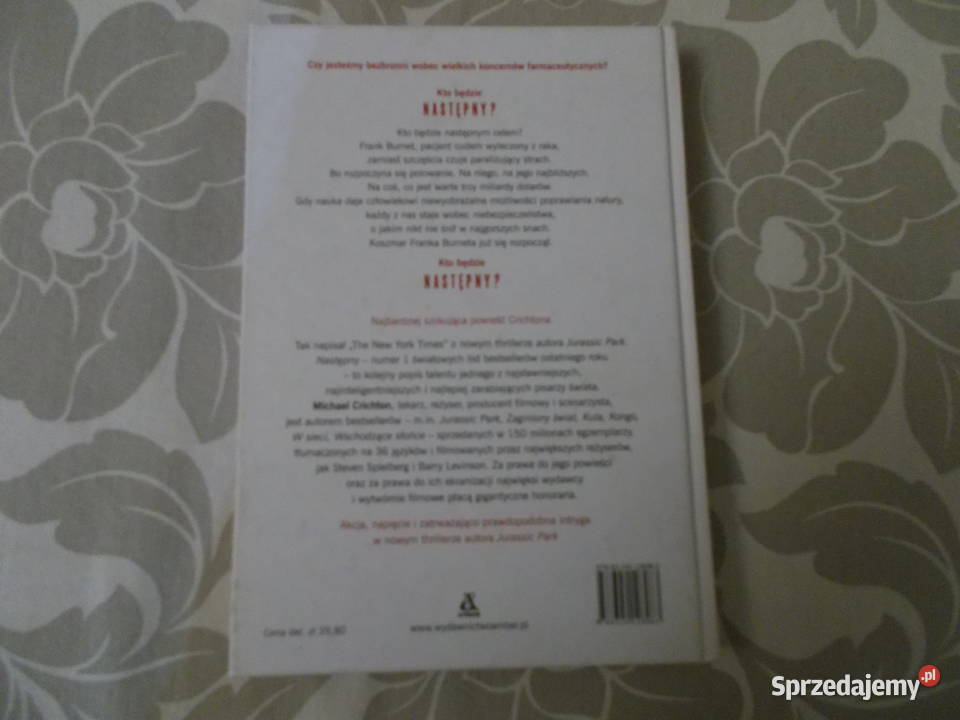 Czy jesteśmy bezbronni wobec wielkich koncernów farmaceutycznych?
Kto będzie
NASTĘPNY?
Kto będzie następnym celem?
Frank Burnet, pacjent cudem wyleczony z raka,
zamiast szczęścia czuje paraliżujący strach.
Bo rozpoczyna się polowanie. Na niego, na jego najbliższych.
Na coś, co jest warte trzy miliardy dolarów.
Gdy nauka daje człowiekowi niewyobrażalne możliwości poprawiania natury,
każdy z nas staje wobec niebezpieczeństwa,
o jakim nikt nie śnił w najgorszych snach.
Koszmar Franka Burneta już się rozpoczął.
Kto będzie
NASTĘPNY?
Najbardziej szokująca powieść Crichtona
Tak napisał „The New York Times” o nowym thrillerze autora Jurassic Park.
Następny – numer 1 światowych list bestsellerów ostatniego roku
– to kolejny popis talentu jednego z najsławniejszych,
najinteligentniejszych i najlepiej zarabiających pisarzy świata.
Michael Crichton, lekarz, reżyser, producent filmowy i scenarzysta,
jest autorem bestsellerów – m.in. Jurassic Park, Zaginiony świat, Kula, Kongo,
W sieci, Wschodzące słońce – sprzedanych w 150 milionach egzemplarzy,
tłumaczonych na 36 języków i filmowanych przez największych reżyserów,
jak Steven Spielberg i Barry Levinson. Za prawa do jego powieści
oraz za prawa do ich ekranizacji najwięksi wydawcy
i wytwórnie filmowe płacą gigantyczne honoraria.
Akcja, napięcie i zatrważająco prawdopodobna intryga
w nowym thrillerze autora Jurassic Park
Cena det. zł 39,80
www.wydawnictwoamber.pl
Sprzedajemy.pl